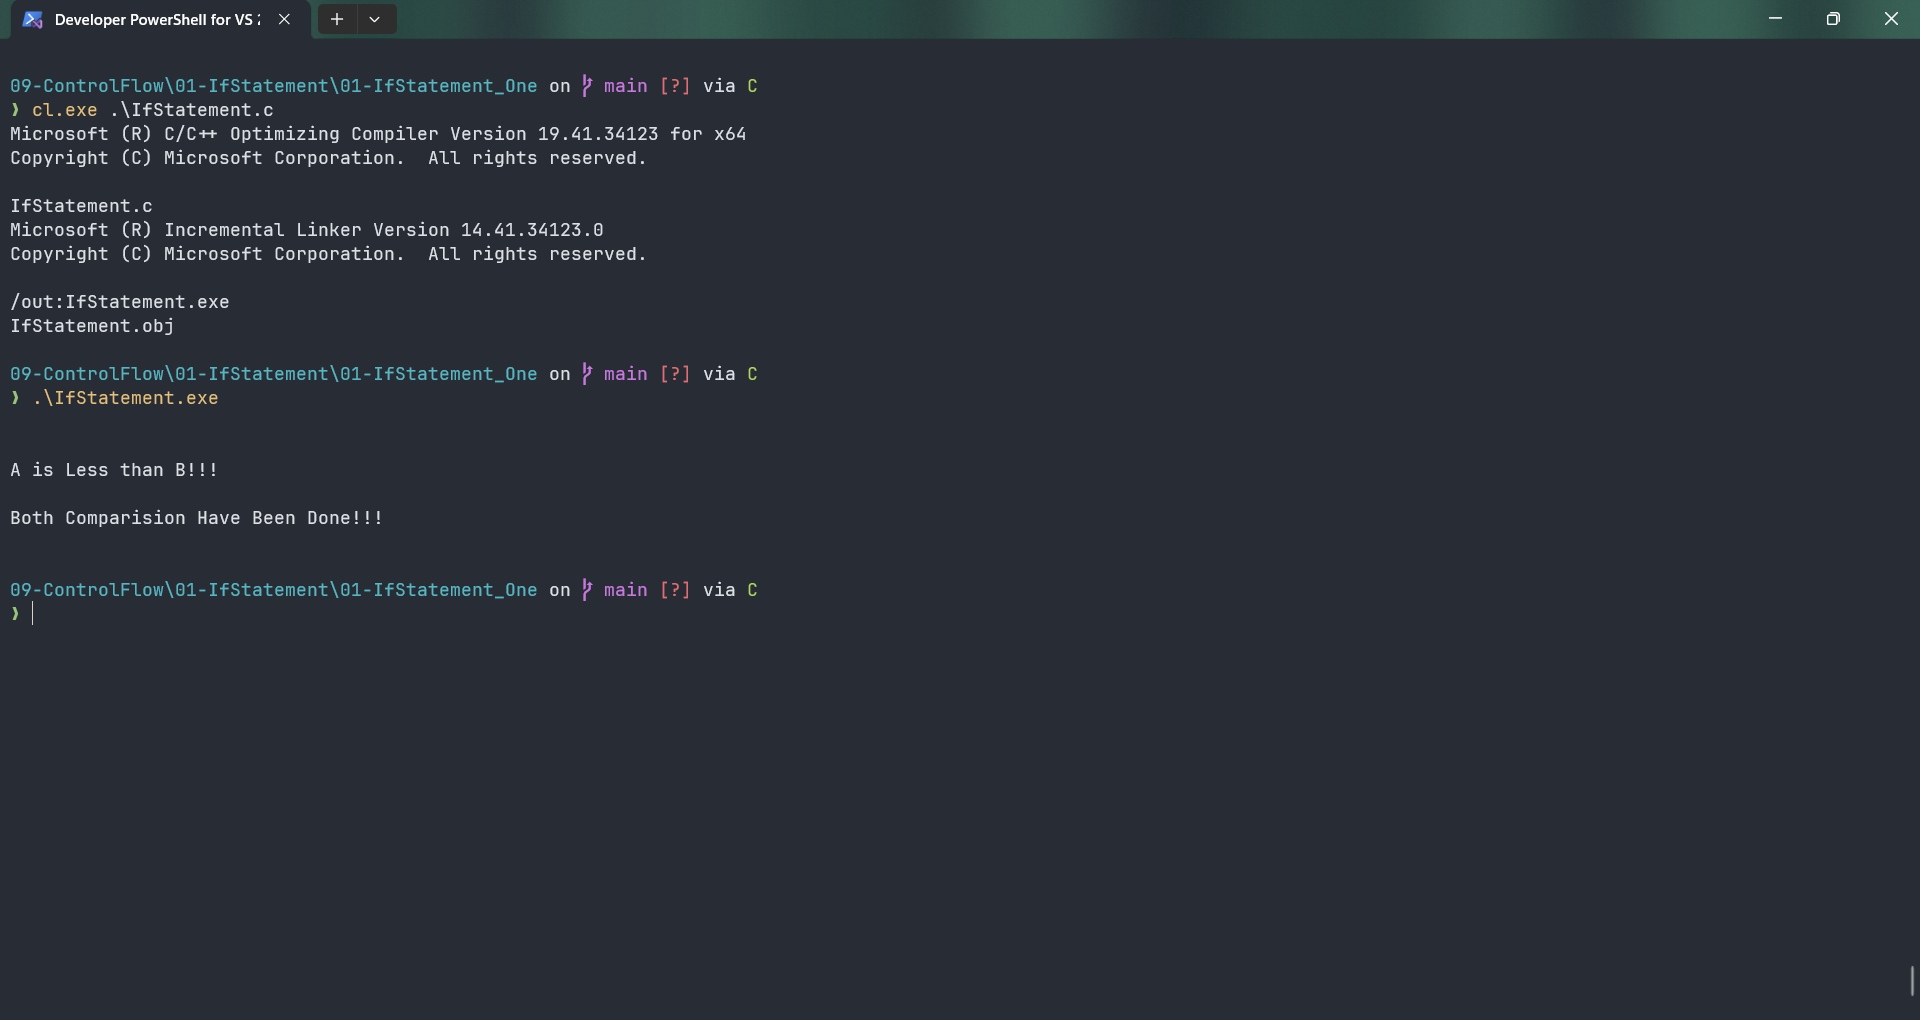 Developer PowerShell for VS 2
09-ControlFlow\01-IfStatement\01-IfStatement_One on main [?] via C
❯ cl.exe .\IfStatement.c
Microsoft (R) C/C++ Optimizing Compiler Version 19.41.34123 for x64
Copyright (C) Microsoft Corporation.  All rights reserved.
IfStatement.c
Microsoft (R) Incremental Linker Version 14.41.34123.0
Copyright (C) Microsoft Corporation.  All rights reserved.
/out:IfStatement.exe
IfStatement.obj
09-ControlFlow\01-IfStatement\01-IfStatement_One on main [?] via C
❯ .\IfStatement.exe
A is Less than B!!!
Both Comparision Have Been Done!!!
09-ControlFlow\01-IfStatement\01-IfStatement_One on main [?] via C
❯